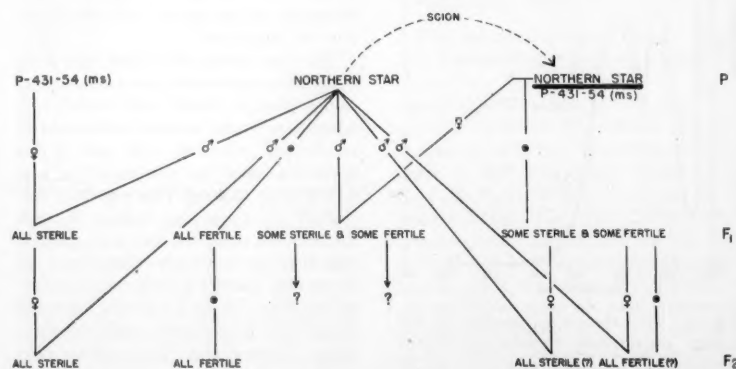 SCION
P-431-54 (ms) NORTHERN STAR NORTHERN STAR P
P-431-54 (ms)
♀
♀ ♂ ♂ ♂ ♂ ♂
ALL STERILE ALL FERTILE SOME STERILE & SOME FERTILE SOME STERILE & SOME FERTILE F₁
♀ ? ? ♀ ♀
ALL STERILE ALL FERTILE ALL STERILE(?) ALL FERTILE(?) F₂